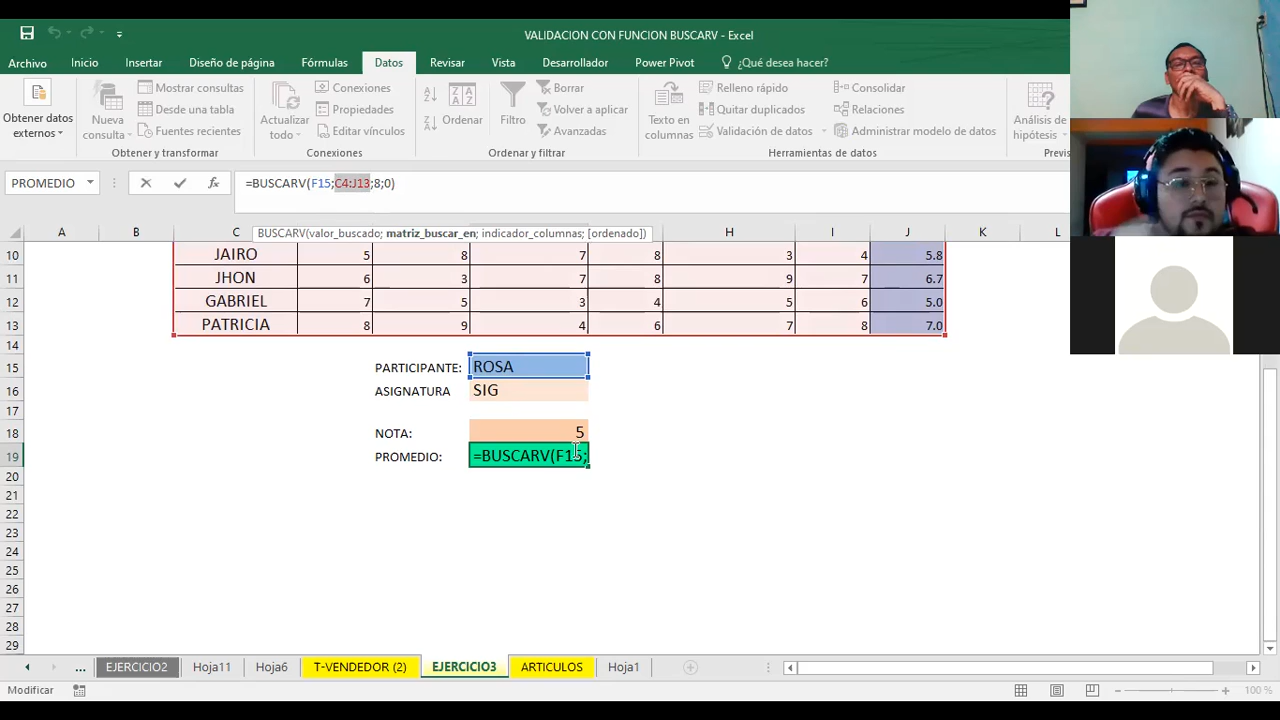 VALIDACION CON FUNCION BUSCARV - Excel
Archivo Inicio Insertar Diseño de página Fórmulas Datos Revisar Vista Desarrollador Power Pivot ¿Qué desea hacer?
Obtener datos externos
Nueva consulta
Mostrar consultas
Desde una tabla
Fuentes recientes
Obtener y transformar
Actualizar todo
Conexiones
Propiedades
Editar vínculos
Conexiones
Ordenar
Filtro
Borrar
Volver a aplicar
Avanzadas
Ordenar y filtrar
Texto en columnas
Relleno rápido
Quitar duplicados
Validación de datos
Consolidar
Relaciones
Administrar modelo de datos
Herramientas de datos
Análisis de hipótesis
Previs
PROMEDIO fx =BUSCARV(F15;C4:J13;8;0)
BUSCARV(valor_buscado; matriz_buscar_en; indicador_columnas; [ordenado])
A B C H I J K L
10 JAIRO 5 8 7 8 3 4 5.8
11 JHON 6 3 7 8 9 7 6.7
12 GABRIEL 7 5 3 4 5 6 5.0
13 PATRICIA 8 9 4 6 7 8 7.0
14
15 PARTICIPANTE: ROSA
16 ASIGNATURA SIG
17
18 NOTA: 5
19 PROMEDIO: =BUSCARV(F15;
20
21
22
23
24
25
26
27
28
29
... EJERCICIO2 Hoja11 Hoja6 T-VENDEDOR (2) EJERCICIO3 ARTICULOS Hoja1
Modificar 100 %